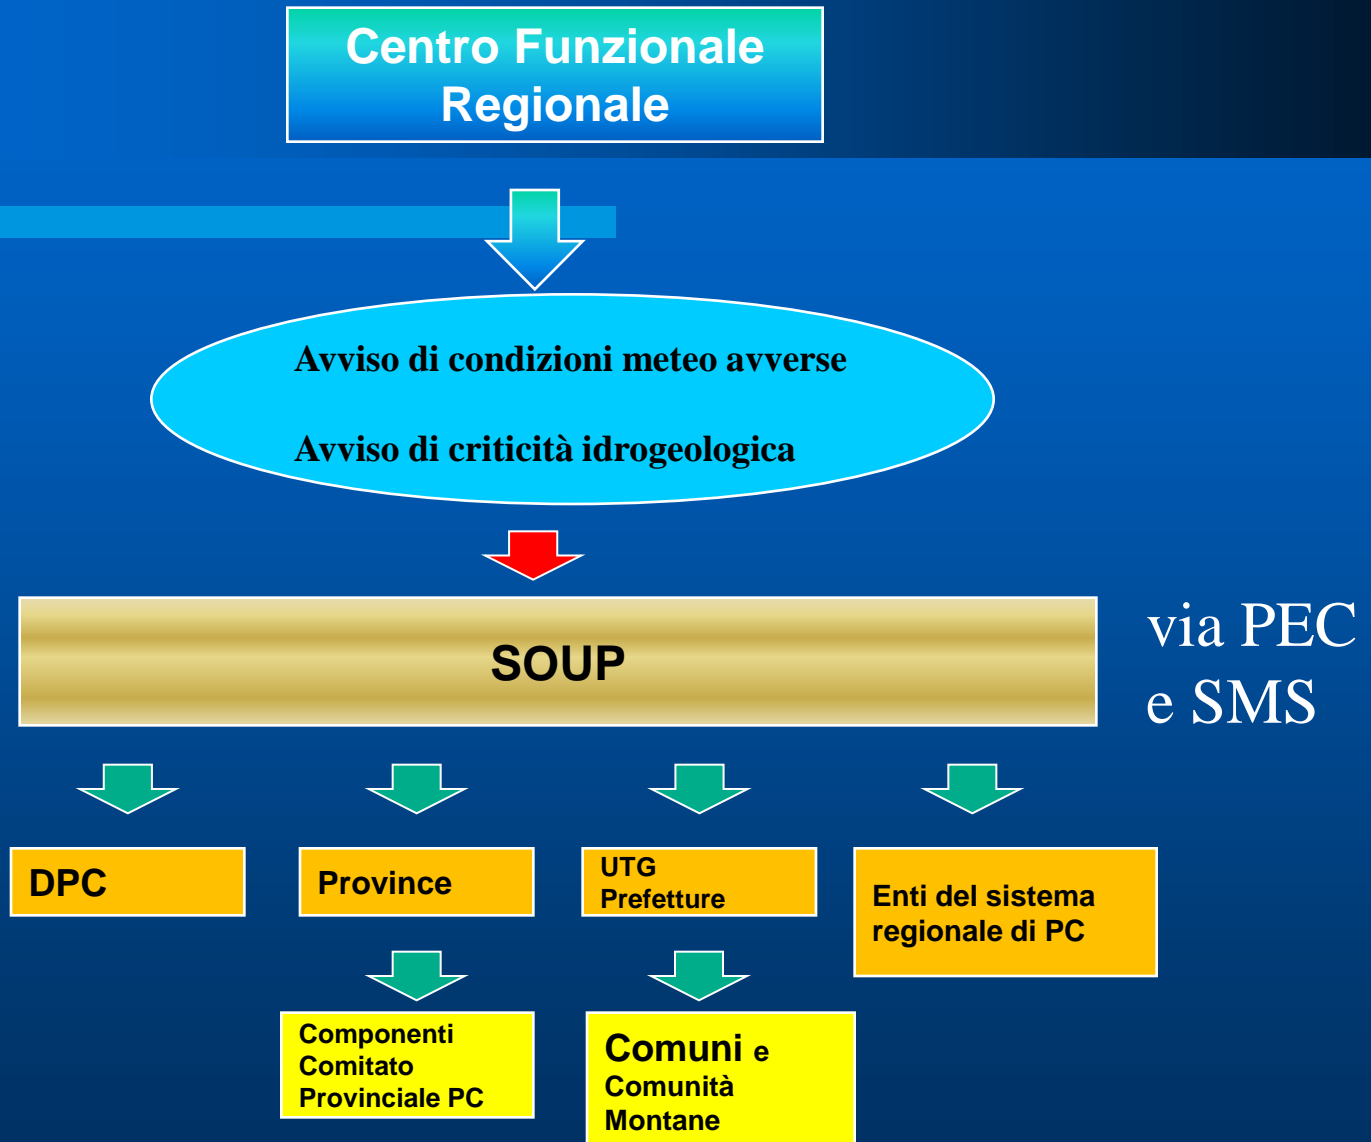 Centro Funzionale
Regionale
Avviso di condizioni meteo avverse
Avviso di criticità idrogeologica
SOUP
via PEC
e SMS
DPC
Province
UTG
Prefetture
Enti del sistema
regionale di PC
Componenti
Comitato
Provinciale PC
Comuni e
Comunità
Montane